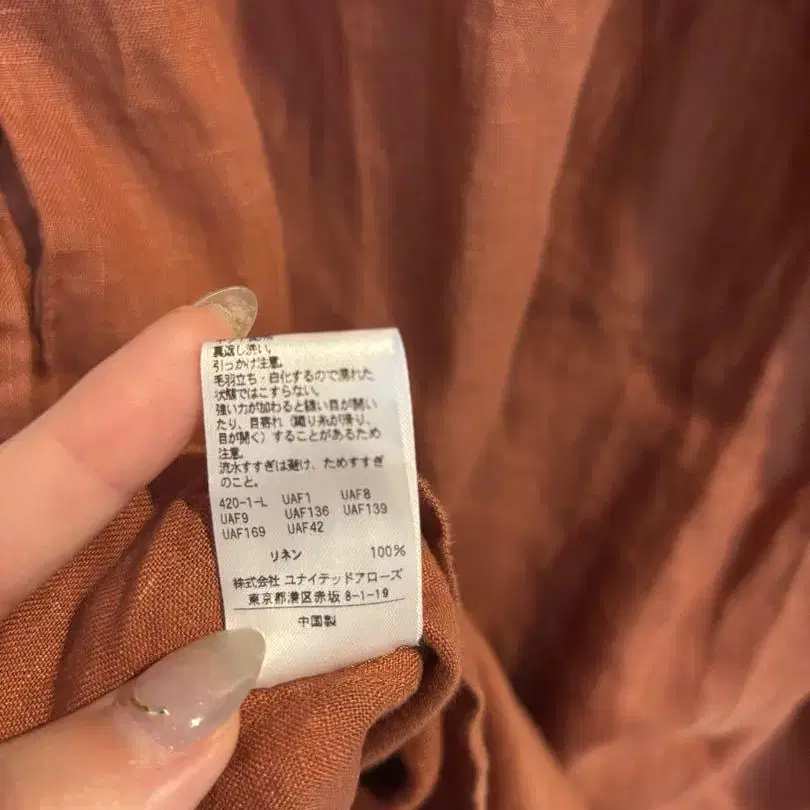 裏返し洗い。
引っかけ注意。
毛羽立ち・白化するので濡れた
状態ではこすらない。
強い力が加わると縫い目が開い
たり、目寄れ(織り糸が滑り、
目が開く)することがあるため
注意。
流水すすぎは避け、ためすすぎ
のこと。
420-1-L UAF1 UAF8
UAF9 UAF136 UAF139
UAF169 UAF42
リネン 100%
株式会社 ユナイテッドアローズ
東京都港区赤坂 8-1-19
中国製